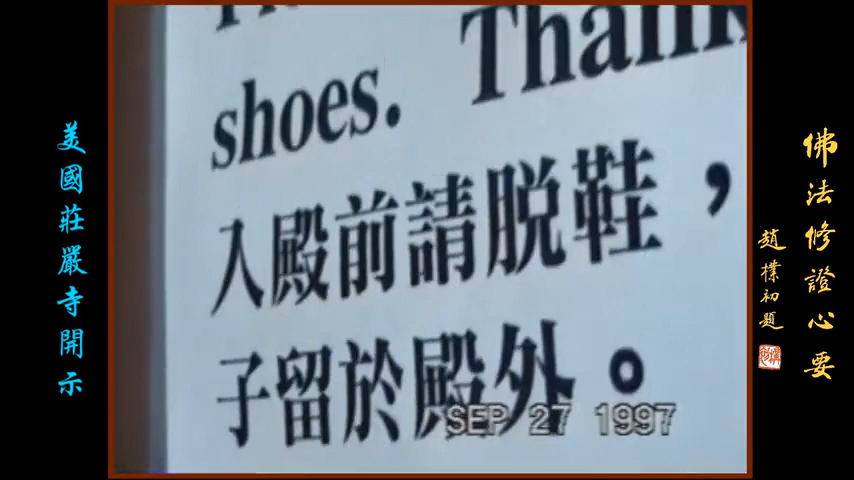 美國莊嚴寺開示
shoes. Thank
入殿前請脱鞋，
子留於殿外。
SEP 27 1997
佛法修證心要
趙樸初題